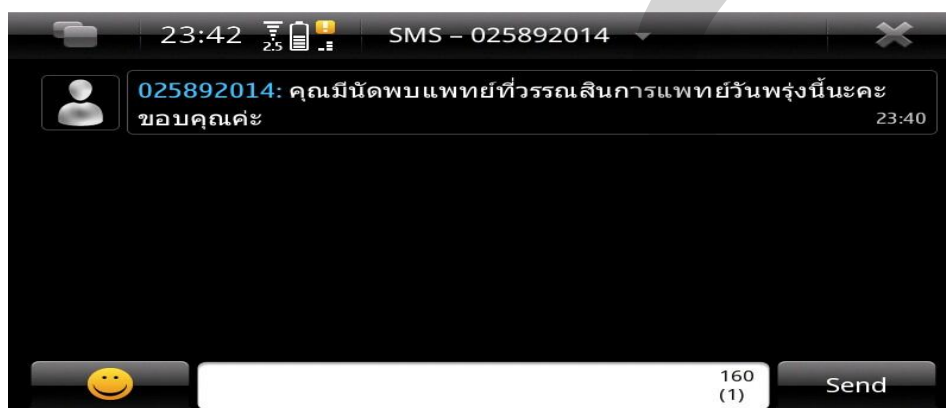 23:42 2.5 SMS – 025892014
025892014: คุณมีนัดพบแพทย์ที่วรรณสินการแพทย์วันพรุ่งนี้นะคะ
ขอบคุณค่ะ 23:40
160
(1)
Send